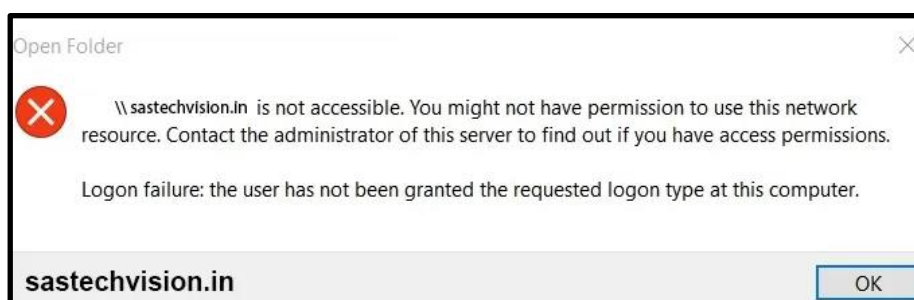 Open Folder
\\ sastechvision.in is not accessible. You might not have permission to use this network
resource. Contact the administrator of this server to find out if you have access permissions.
Logon failure: the user has not been granted the requested logon type at this computer.
sastechvision.in
OK